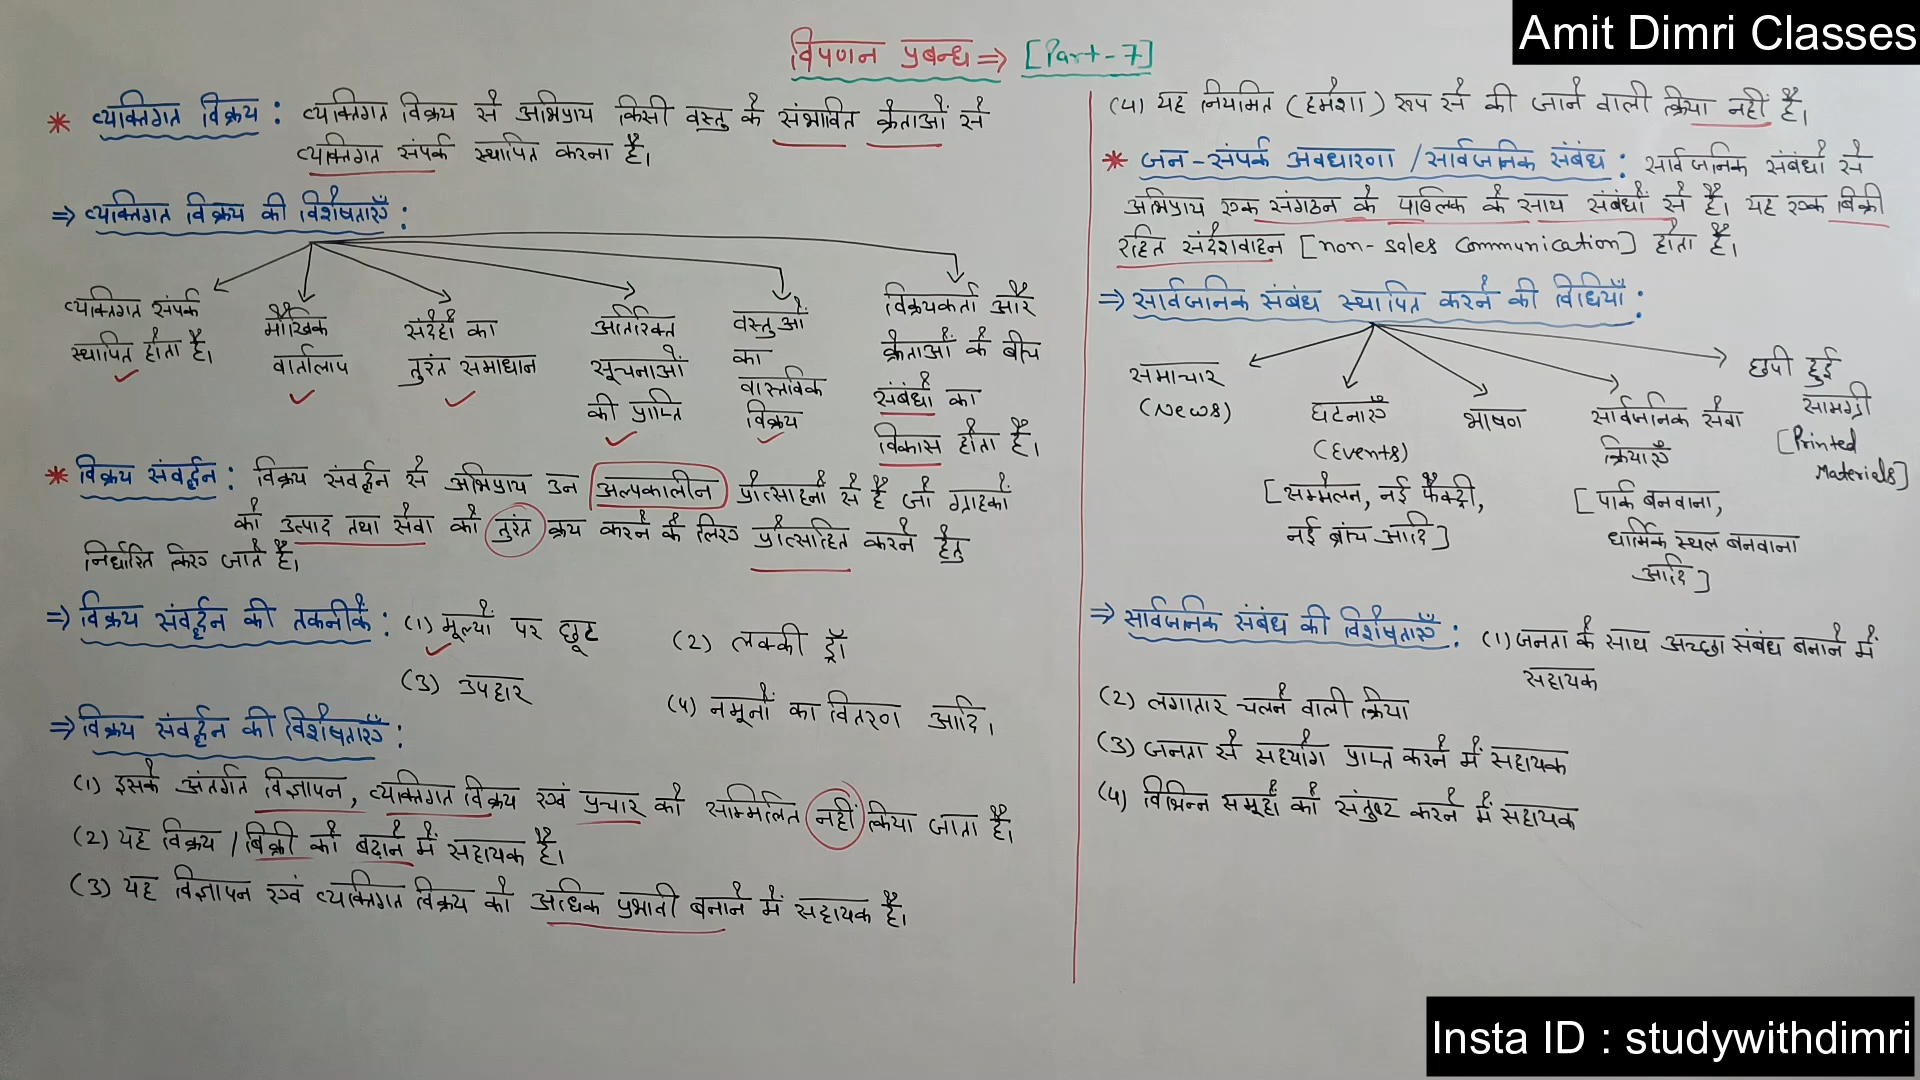 Amit Dimri Classes
विपणन प्रबन्ध ⇒ [Part-7]
* व्यक्तिगत विक्रय : व्यक्तिगत विक्रय से अभिप्राय किसी वस्तु के संभावित क्रेताओं से
व्यक्तिगत संपर्क स्थापित करना है।
⇒ व्यक्तिगत विक्रय की विशेषताएँ :
व्यक्तिगत संपर्क
स्थापित होता है।
मौखिक
वार्तालाप
संदेहों का
तुरंत समाधान
अतिरिक्त
सूचनाओं
की प्राप्ति
वस्तुओं
का
वास्तविक
विक्रय
विक्रयकर्ता और
क्रेताओं के बीच
संबंधों का
विकास होता है।
* विक्रय संवर्द्धन : विक्रय संवर्द्धन से अभिप्राय उन अल्पकालीन प्रोत्साहनों से है जो ग्राहकों
को उत्पाद तथा सेवा को तुरंत क्रय करने के लिए प्रोत्साहित करने हेतु
निर्धारित किए जाते हैं।
⇒ विक्रय संवर्द्धन की तकनीकें : (1) मूल्यों पर छूट
(2) लक्की ड्रॉ
(3) उपहार
(4) नमूनों का वितरण आदि।
⇒ विक्रय संवर्द्धन की विशेषताएँ :
(1) इसके अंतर्गत विज्ञापन, व्यक्तिगत विक्रय एवं प्रचार को सम्मिलित नहीं किया जाता है।
(2) यह विक्रय / बिक्री को बढ़ाने में सहायक है।
(3) यह विज्ञापन एवं व्यक्तिगत विक्रय को अधिक प्रभावी बनाने में सहायक है।
(4) यह नियमित (हमेशा) रूप से की जाने वाली क्रिया नहीं है।
* जन-संपर्क अवधारणा / सार्वजनिक संबंध : सार्वजनिक संबंधों से
अभिप्राय एक संगठन के पब्लिक के साथ संबंधों से है। यह एक बिक्री
रहित संदेशवाहन [non-sales communication] होता है।
⇒ सार्वजनिक संबंध स्थापित करने की विधियाँ :
समाचार
(News)
घटनाएँ
(Events)
[सम्मेलन, नई फैक्ट्री,
नई ब्रांच आदि]
भाषण
सार्वजनिक सेवा
क्रियाएँ
[पार्क बनवाना,
धार्मिक स्थल बनवाना
आदि]
छपी हुई
सामग्री
[Printed
Materials]
⇒ सार्वजनिक संबंध की विशेषताएँ : (1) जनता के साथ अच्छा संबंध बनाने में
सहायक
(2) लगातार चलने वाली क्रिया
(3) जनता से सहयोग प्राप्त करने में सहायक
(4) विभिन्न समूहों को संतुष्ट करने में सहायक
Insta ID : studywithdimri